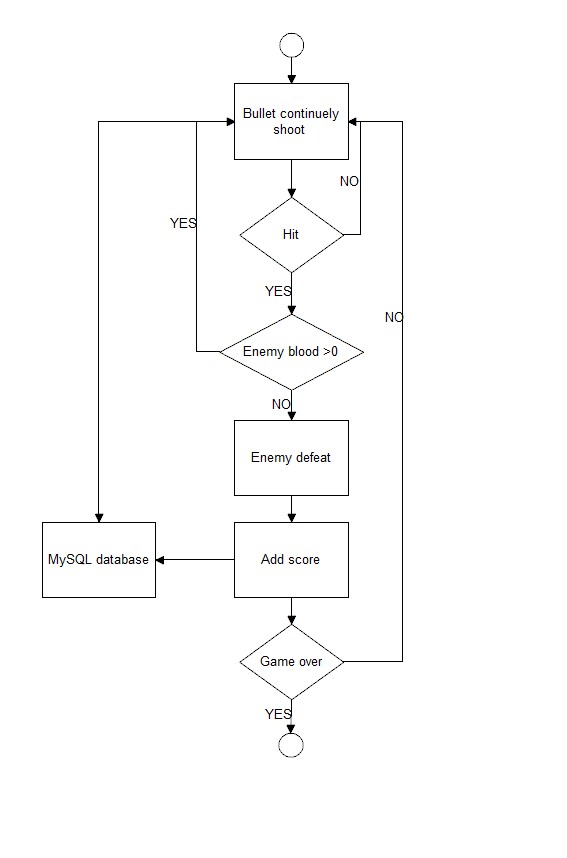 Bullet continuely
shoot
NO
YES
Hit
YES
NO
Enemy blood >0
NO
Enemy defeat
MySQL database
Add score
Game over
YES